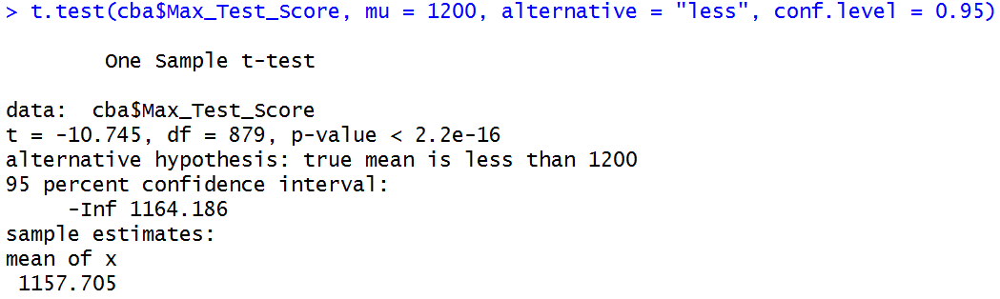 > t.test(cba$Max_Test_Score, mu = 1200, alternative = "less", conf.level = 0.95)
One Sample t-test
data:  cba$Max_Test_Score
t = -10.745, df = 879, p-value < 2.2e-16
alternative hypothesis: true mean is less than 1200
95 percent confidence interval:
-Inf 1164.186
sample estimates:
mean of x
1157.705